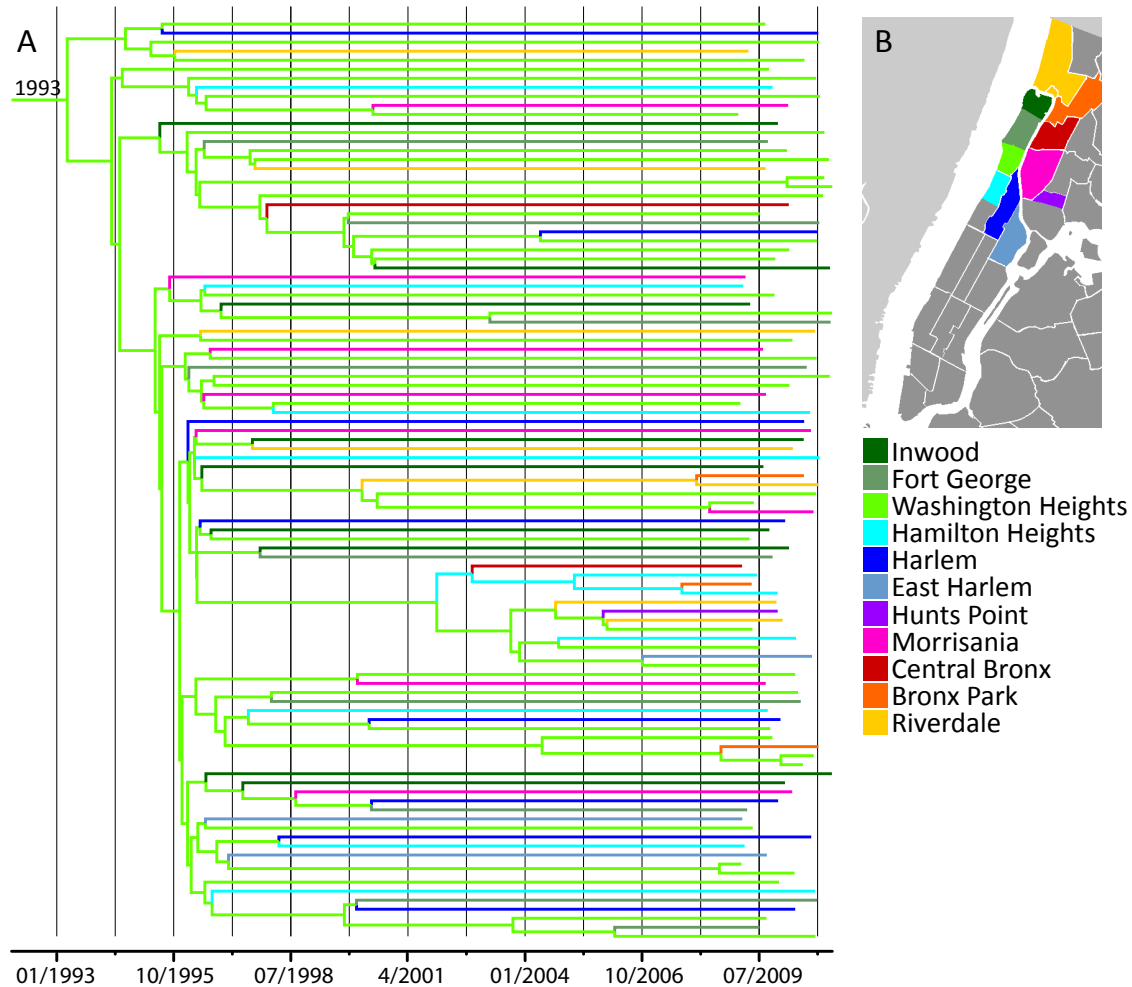 A
B
1993
Inwood
Fort George
Washington Heights
Hamilton Heights
Harlem
East Harlem
Hunts Point
Morrisania
Central Bronx
Bronx Park
Riverdale
01/1993 10/1995 07/1998 4/2001 01/2004 10/2006 07/2009